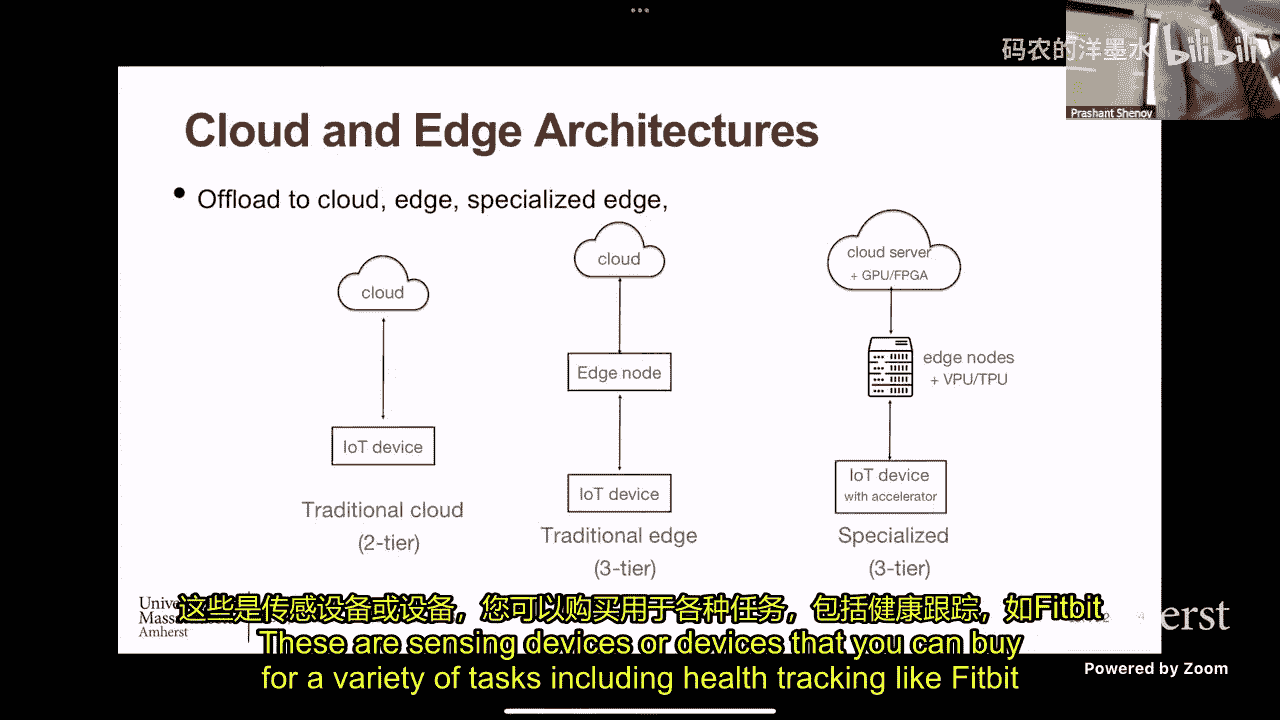 码农的洋墨水 bilibili
Prashant Shenoy
Cloud and Edge Architectures
• Offload to cloud, edge, specialized edge,
cloud
IoT device
Traditional cloud
(2-tier)
cloud
Edge node
IoT device
Traditional edge
(3-tier)
cloud server
+ GPU/FPGA
edge nodes
+ VPU/TPU
IoT device
with accelerator
Specialized
(3-tier)
Amherst
这些是传感设备或设备，您可以购买用于各种任务，包括健康跟踪，如Fitbit
These are sensing devices or devices that you can buy
for a variety of tasks including health tracking like Fitbit
Powered by Zoom